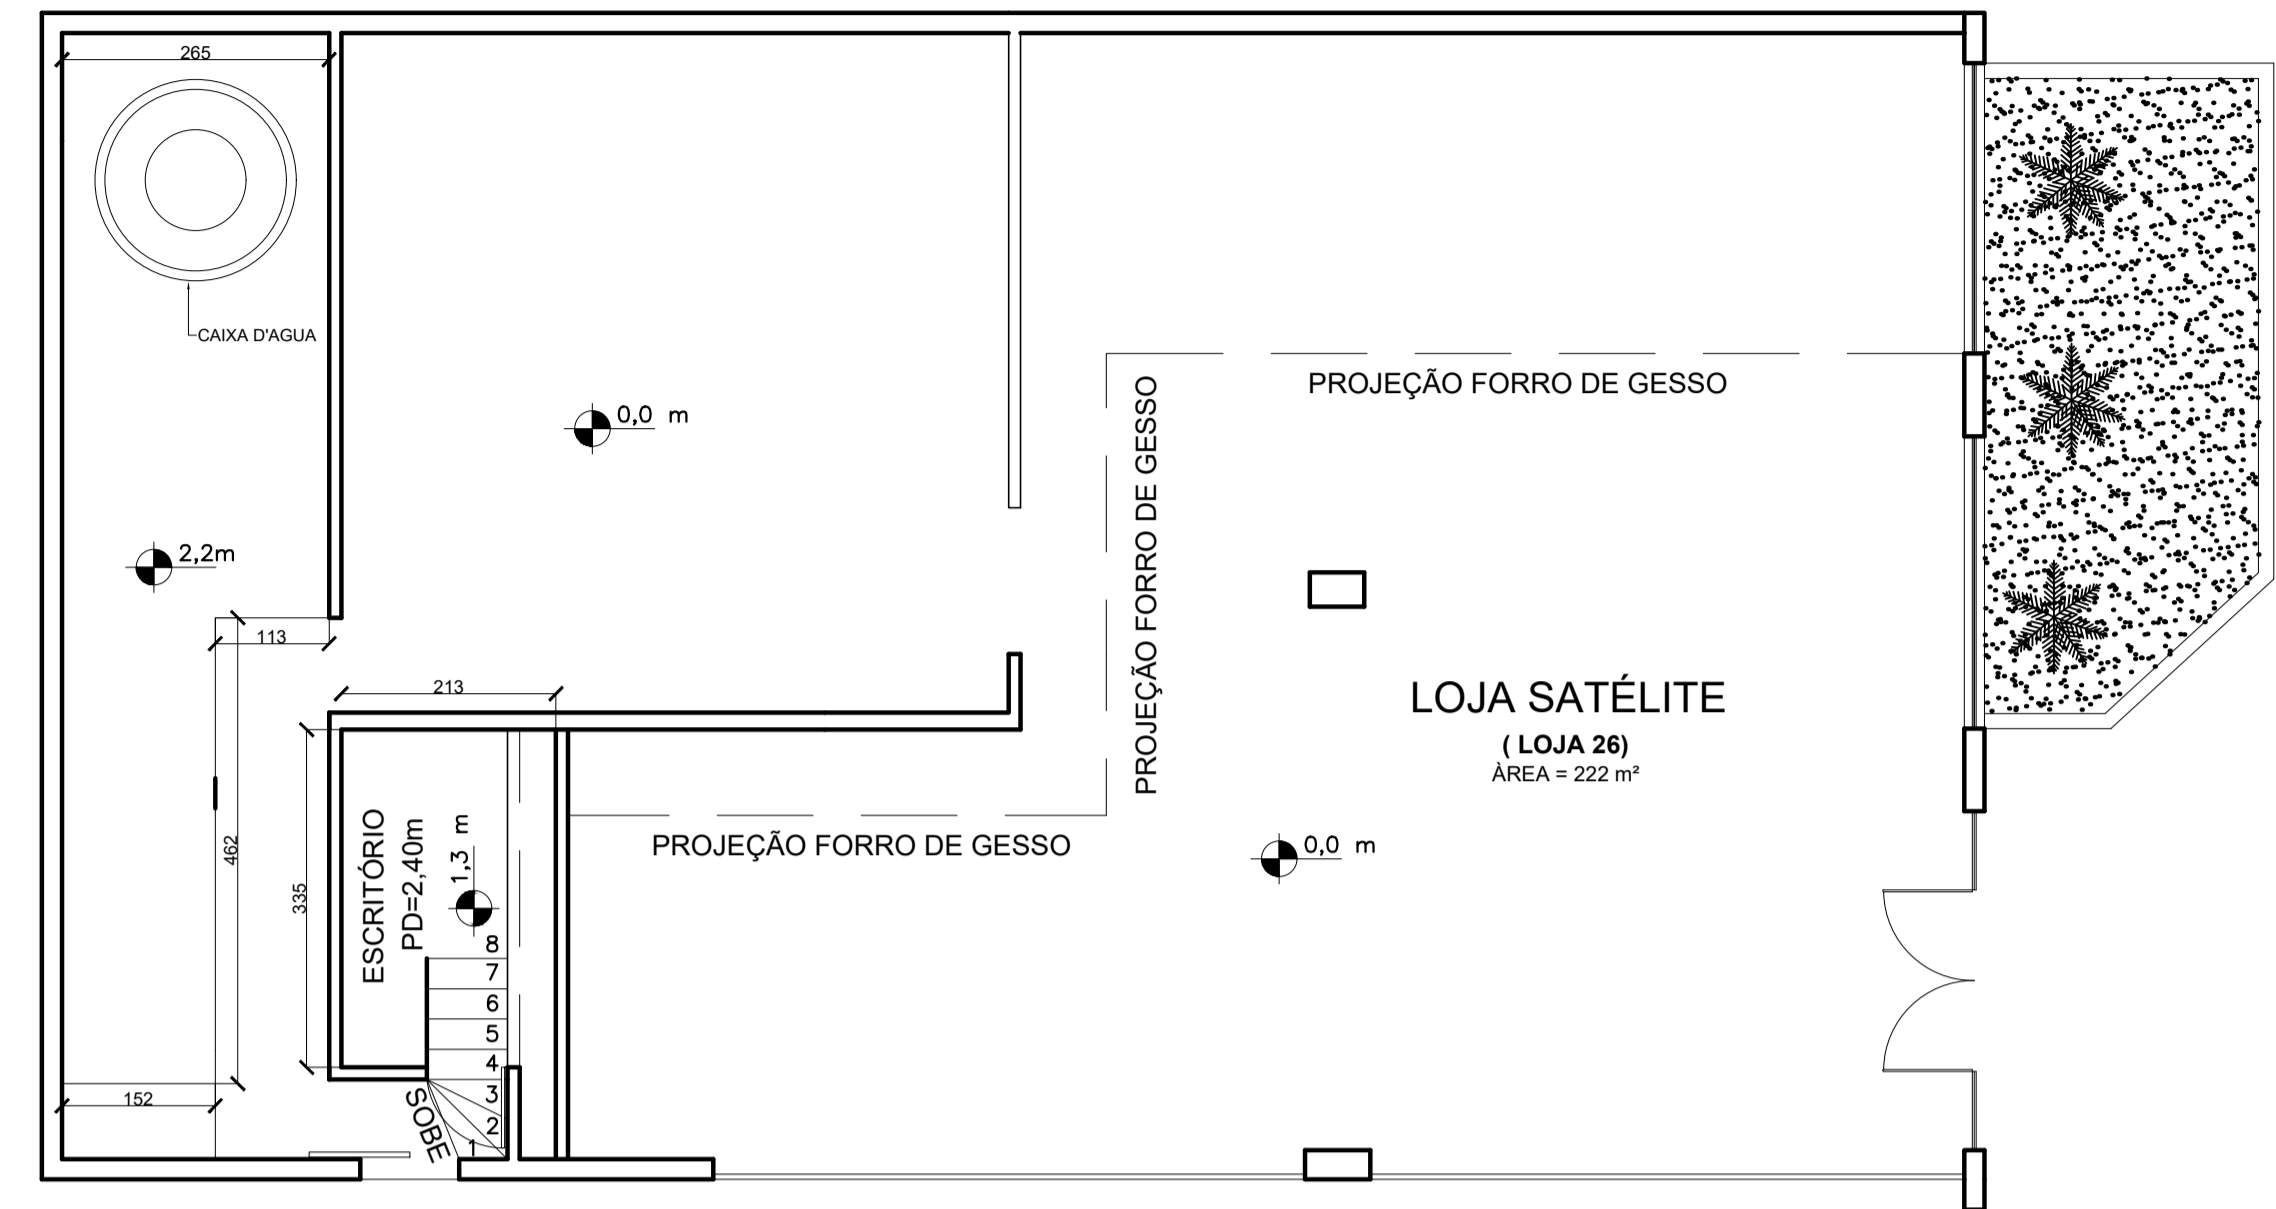 265
CAIXA D'AGUA
0,0 m
2,2m
113
213
462
335
152
ESCRITÓRIO
PD=2,40m
1,3 m
8
7
6
5
4
3
2
1
SOBE
PROJEÇÃO FORRO DE GESSO
PROJEÇÃO FORRO DE GESSO
PROJEÇÃO FORRO DE GESSO
LOJA SATÉLITE
( LOJA 26)
ÀREA = 222 m²
0,0 m